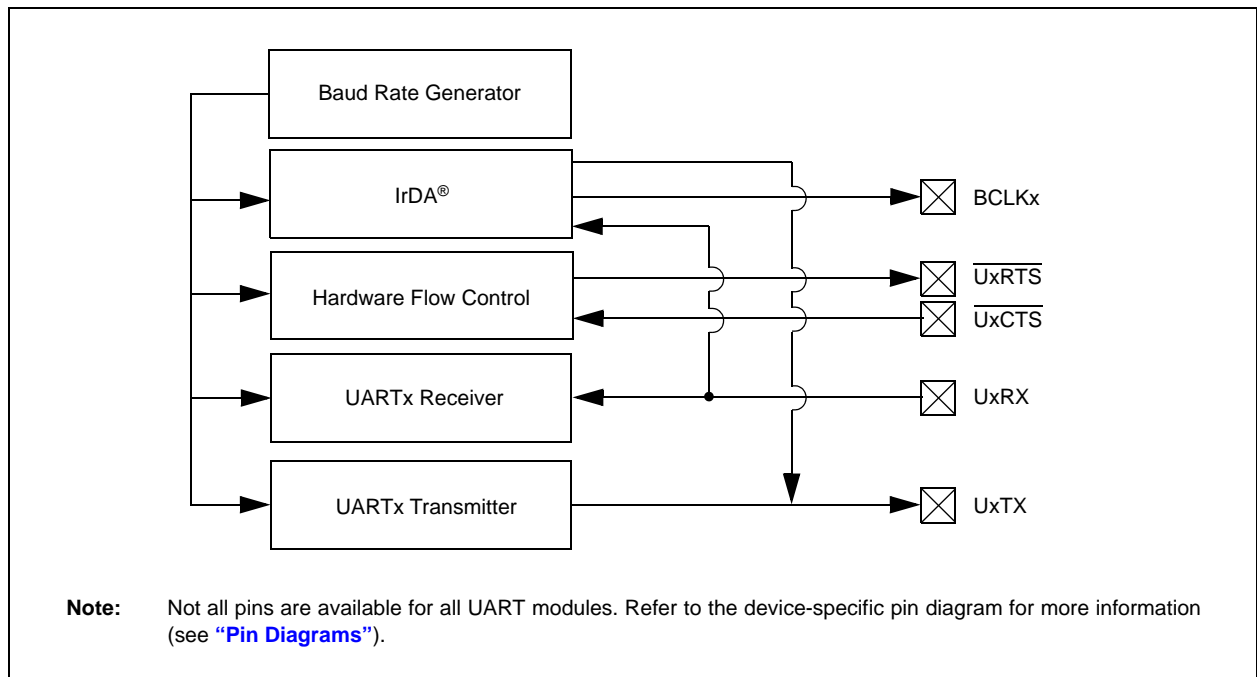 Baud Rate Generator
IrDA®
BCLKx
Hardware Flow Control
UxRTS
UxCTS
UARTx Receiver
UxRX
UARTx Transmitter
UxTX
Note: Not all pins are available for all UART modules. Refer to the device-specific pin diagram for more information
(see “Pin Diagrams”).